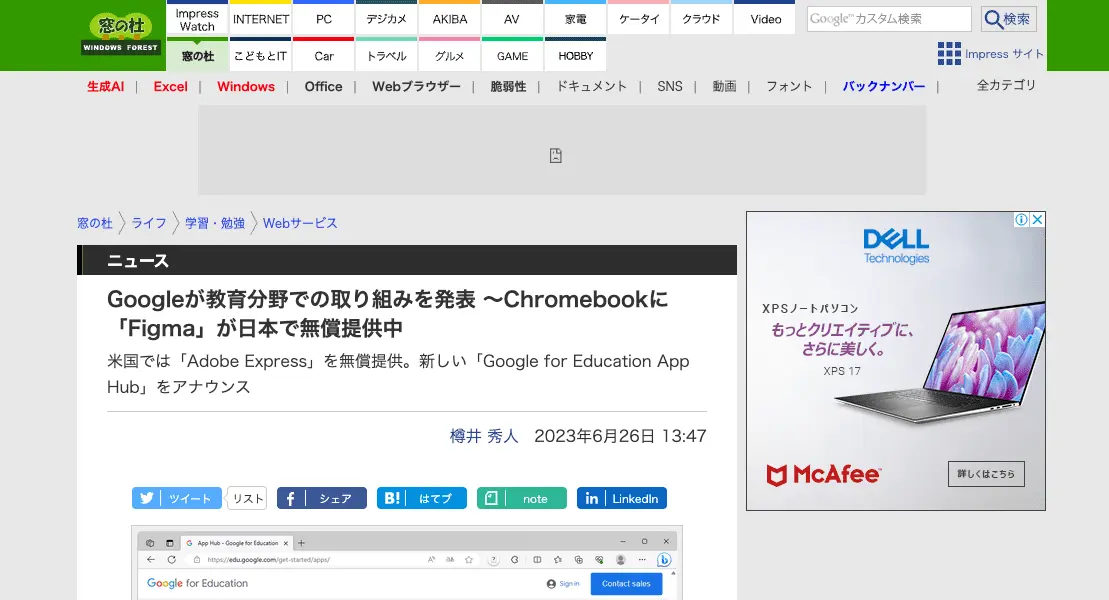 窓の杜
WINDOWS FOREST
Impress Watch
INTERNET
PC
デジカメ
AKIBA
AV
家電
ケータイ
クラウド
Video
Google カスタム検索
検索
窓の杜
こどもとIT
Car
トラベル
グルメ
GAME
HOBBY
Impress サイト
生成AI | Excel | Windows | Office | Webブラウザー | 脆弱性 | ドキュメント | SNS | 動画 | フォント | バックナンバー | 全カテゴリ
窓の杜 ライフ 学習・勉強 Webサービス
ニュース
Googleが教育分野での取り組みを発表 ～Chromebookに
「Figma」が日本で無償提供中
米国では「Adobe Express」を無償提供。新しい「Google for Education App
Hub」をアナウンス
樽井 秀人 2023年6月26日 13:47
ツイート
リスト
シェア
B! はてブ
note
in LinkedIn
App Hub - Google for Education
https://edu.google.com/get-started/apps/
Google for Education
Sign in
Contact sales
DELL
Technologies
XPSノートパソコン
もっとクリエイティブに、
さらに美しく。
XPS 17
McAfee
詳しくはこちら